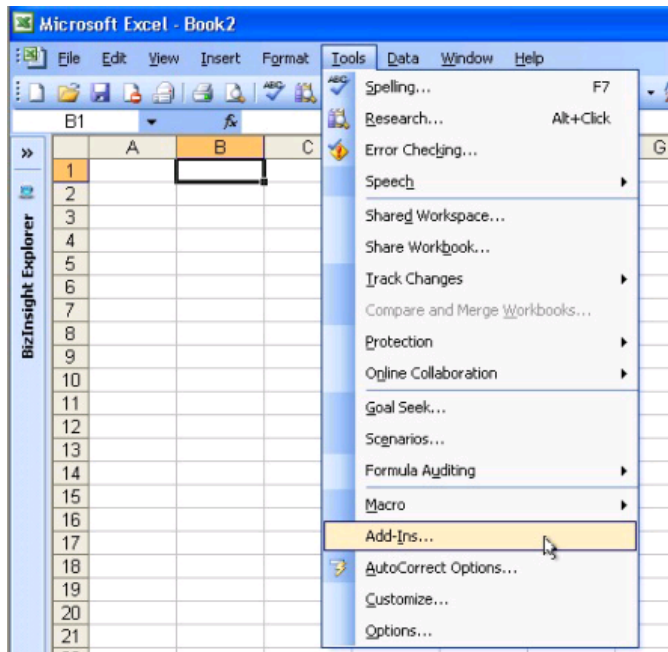 Microsoft Excel - Book2
File Edit View Insert Format Tools Data Window Help
ABC
B1 fx
A B C G
BizInsight Explorer
1
2
3
4
5
6
7
8
9
10
11
12
13
14
15
16
17
18
19
20
21
ABC Spelling... F7
Research... Alt+Click
Error Checking...
Speech
Shared Workspace...
Share Workbook...
Track Changes
Compare and Merge Workbooks...
Protection
Online Collaboration
Goal Seek...
Scenarios...
Formula Auditing
Macro
Add-Ins...
AutoCorrect Options...
Customize...
Options...